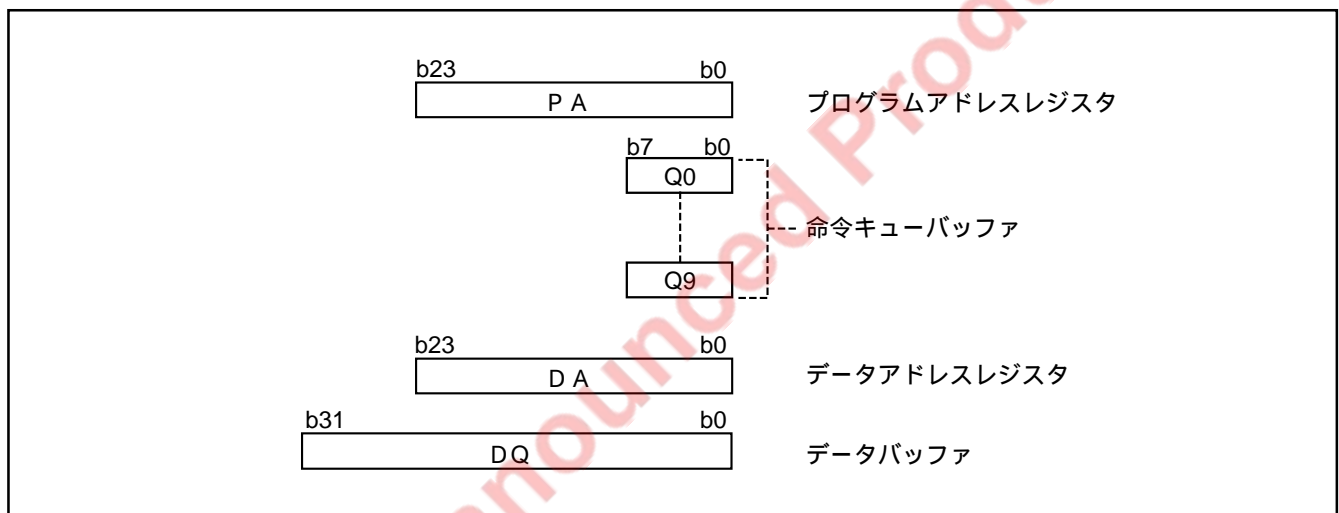 b23 b0
P A プログラムアドレスレジスタ
b7 b0
Q0
命令キューバッファ
Q9
b23 b0
D A データアドレスレジスタ
b31 b0
DQ データバッファ